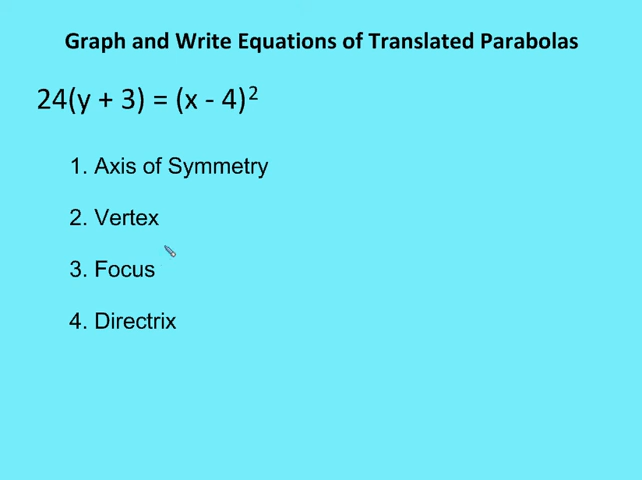 Graph and Write Equations of Translated Parabolas
24(y + 3) = (x - 4)²
1. Axis of Symmetry
2. Vertex
3. Focus
4. Directrix